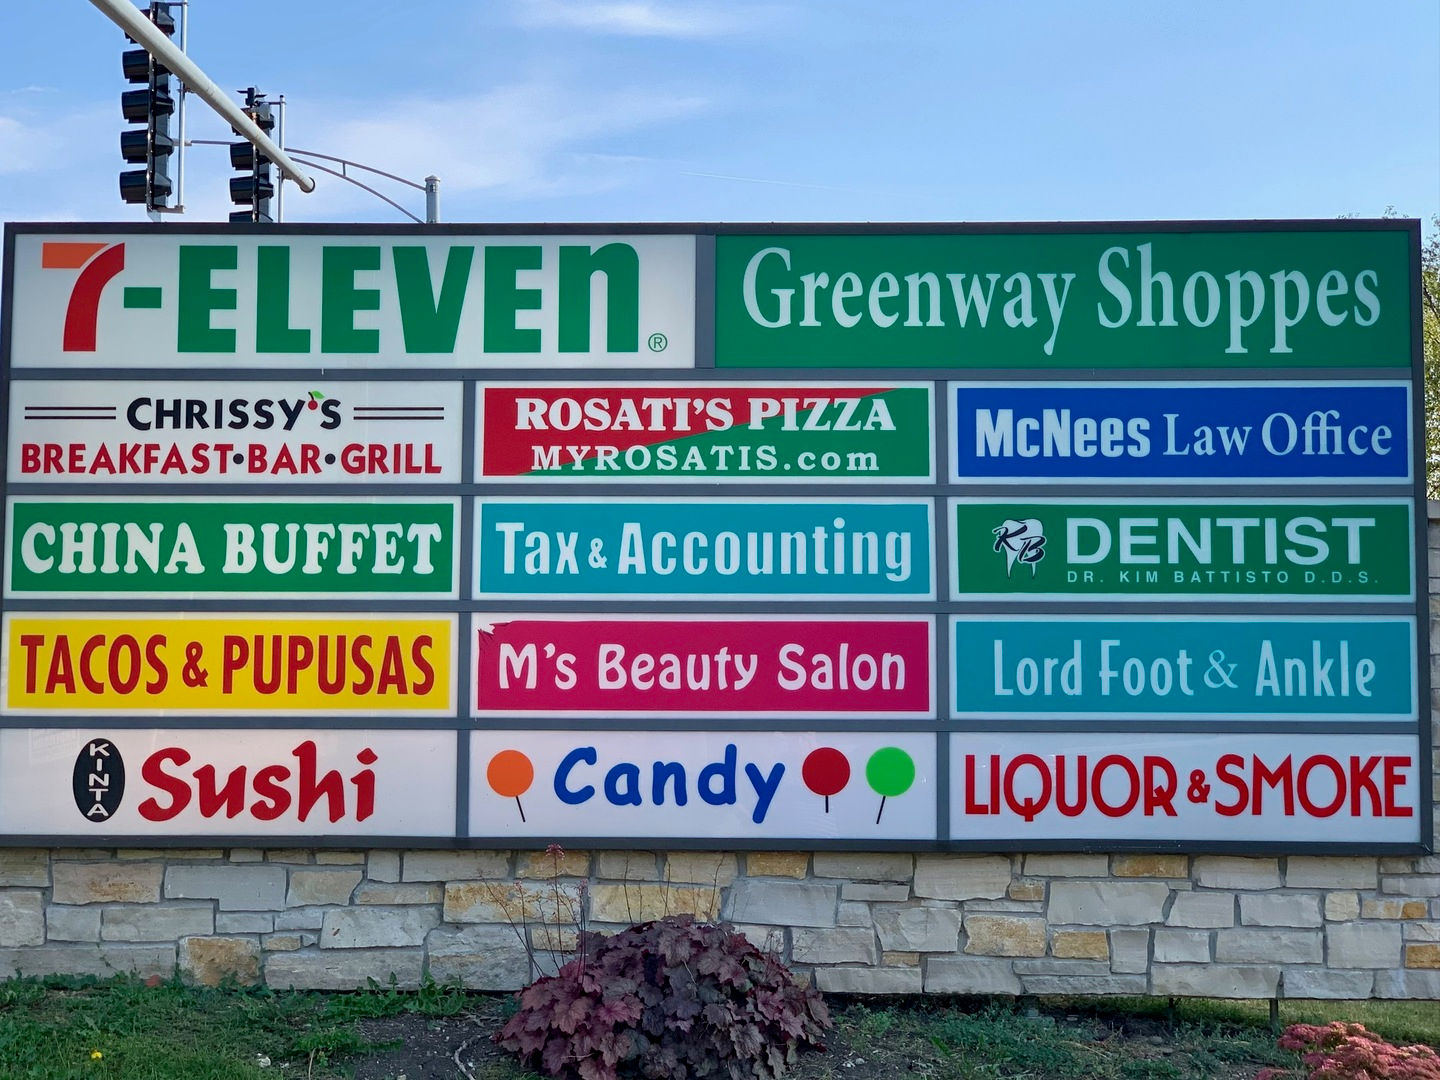 7-ELEVEn®
Greenway Shoppes
CHRISSY'S
BREAKFAST•BAR•GRILL
ROSATI'S PIZZA
MYROSATIS.com
McNees Law Office
CHINA BUFFET
Tax & Accounting
KB
DENTIST
DR. KIM BATTISTO D.D.S.
TACOS & PUPUSAS
M's Beauty Salon
Lord Foot & Ankle
KINTA
Sushi
Candy
LIQUOR & SMOKE